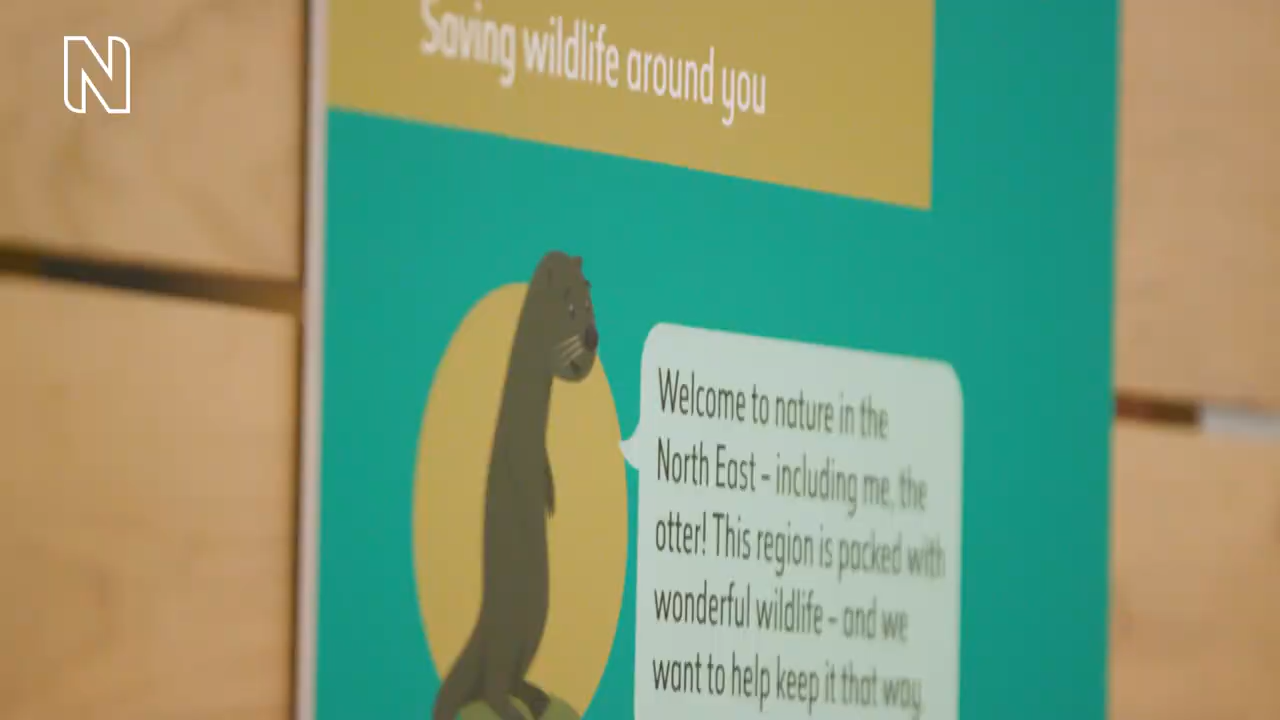 N
Saving wildlife around you
Welcome to nature in the
North East – including me, the
otter! This region is packed with
wonderful wildlife – and we
want to help keep it that way.